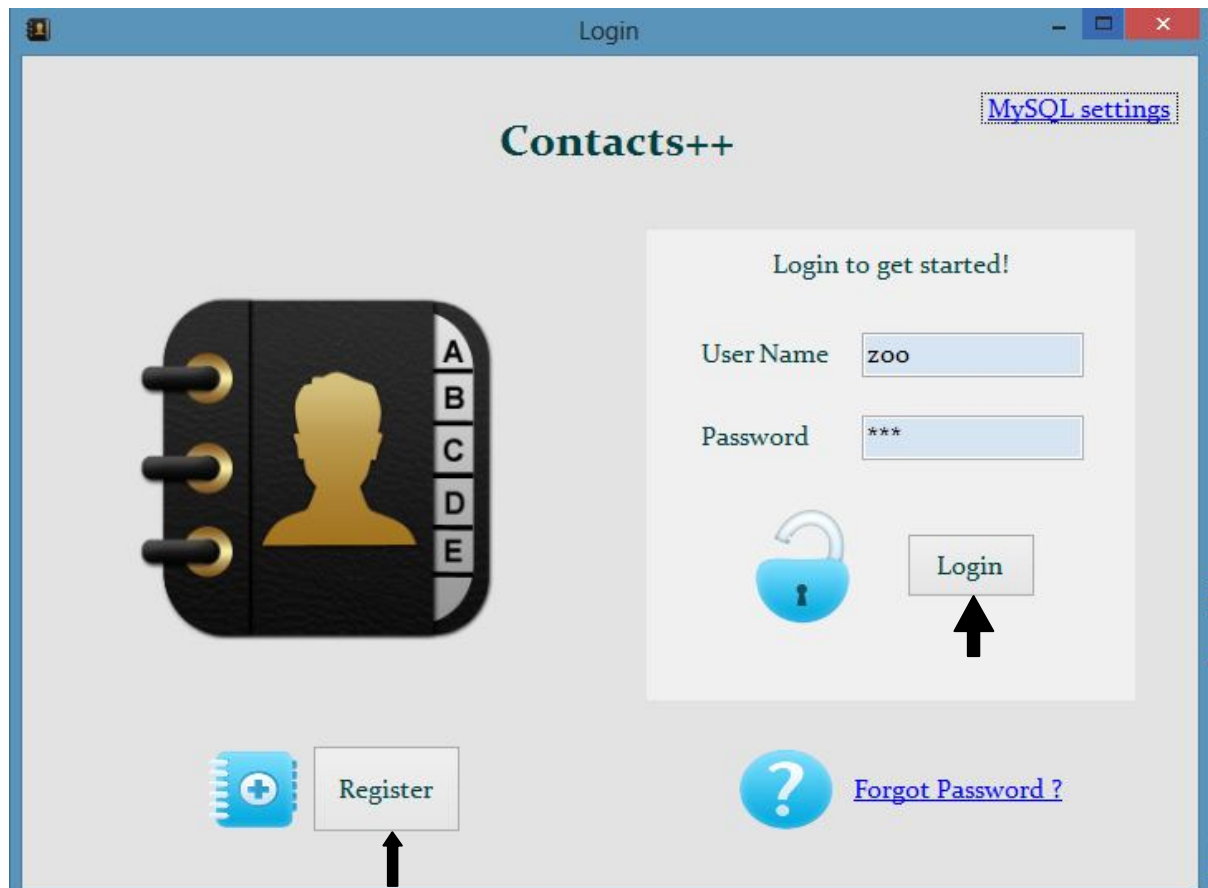 Login
MySQL settings
Contacts++
Login to get started!
User Name zoo
Password ***
A
B
C
D
E
Login
Register
? Forgot Password ?